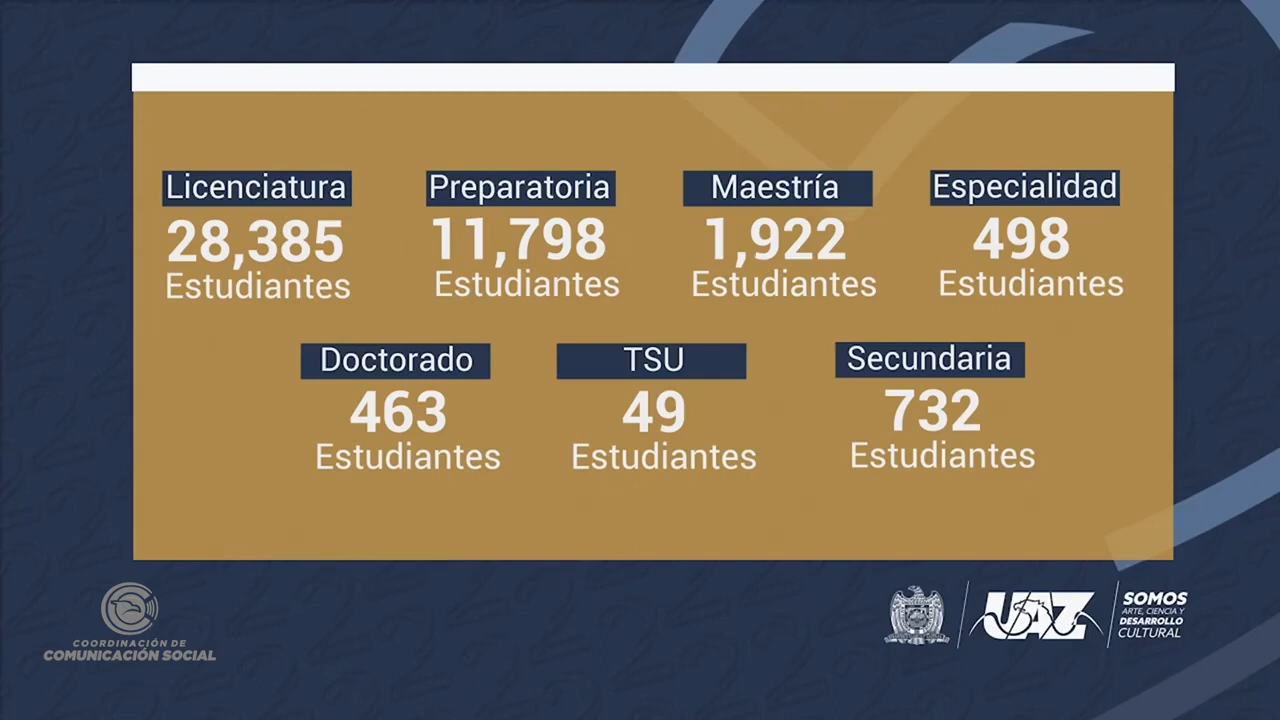 Licenciatura
28,385
Estudiantes
Preparatoria
11,798
Estudiantes
Maestría
1,922
Estudiantes
Especialidad
498
Estudiantes
Doctorado
463
Estudiantes
TSU
49
Estudiantes
Secundaria
732
Estudiantes
COORDINACIÓN DE
COMUNICACIÓN SOCIAL
UAZ
SOMOS
ARTE, CIENCIA Y
DESARROLLO
CULTURAL